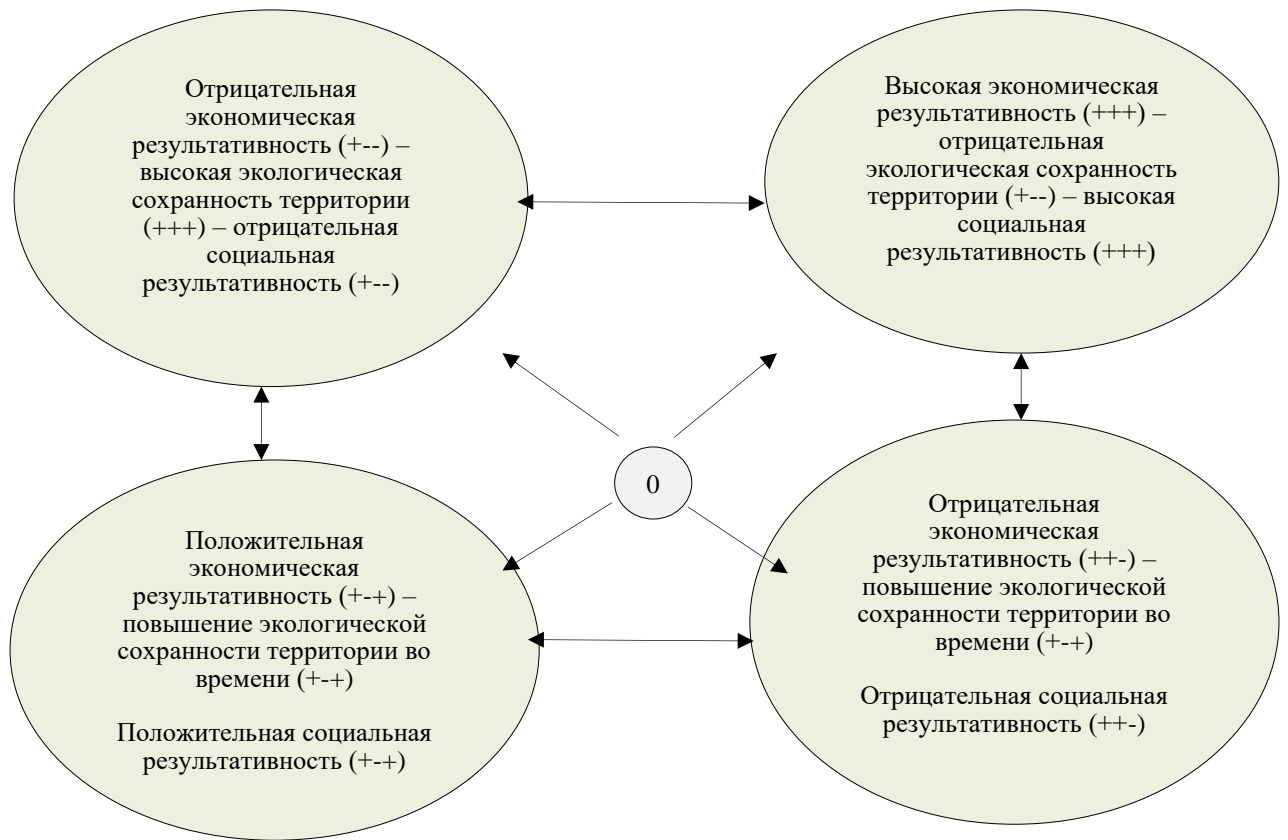 Отрицательная
экономическая
результативность (+--) –
высокая экологическая
сохранность территории
(+++) – отрицательная
социальная
результативность (+--)
Высокая экономическая
результативность (+++) –
отрицательная
экологическая сохранность
территории (+--) – высокая
социальная
результативность (+++)
0
Положительная
экономическая
результативность (+-+) –
повышение экологической
сохранности территории во
времени (+-+)
Положительная социальная
результативность (+-+)
Отрицательная
экономическая
результативность (++-) –
повышение экологической
сохранности территории во
времени (+-+)
Отрицательная социальная
результативность (++-)